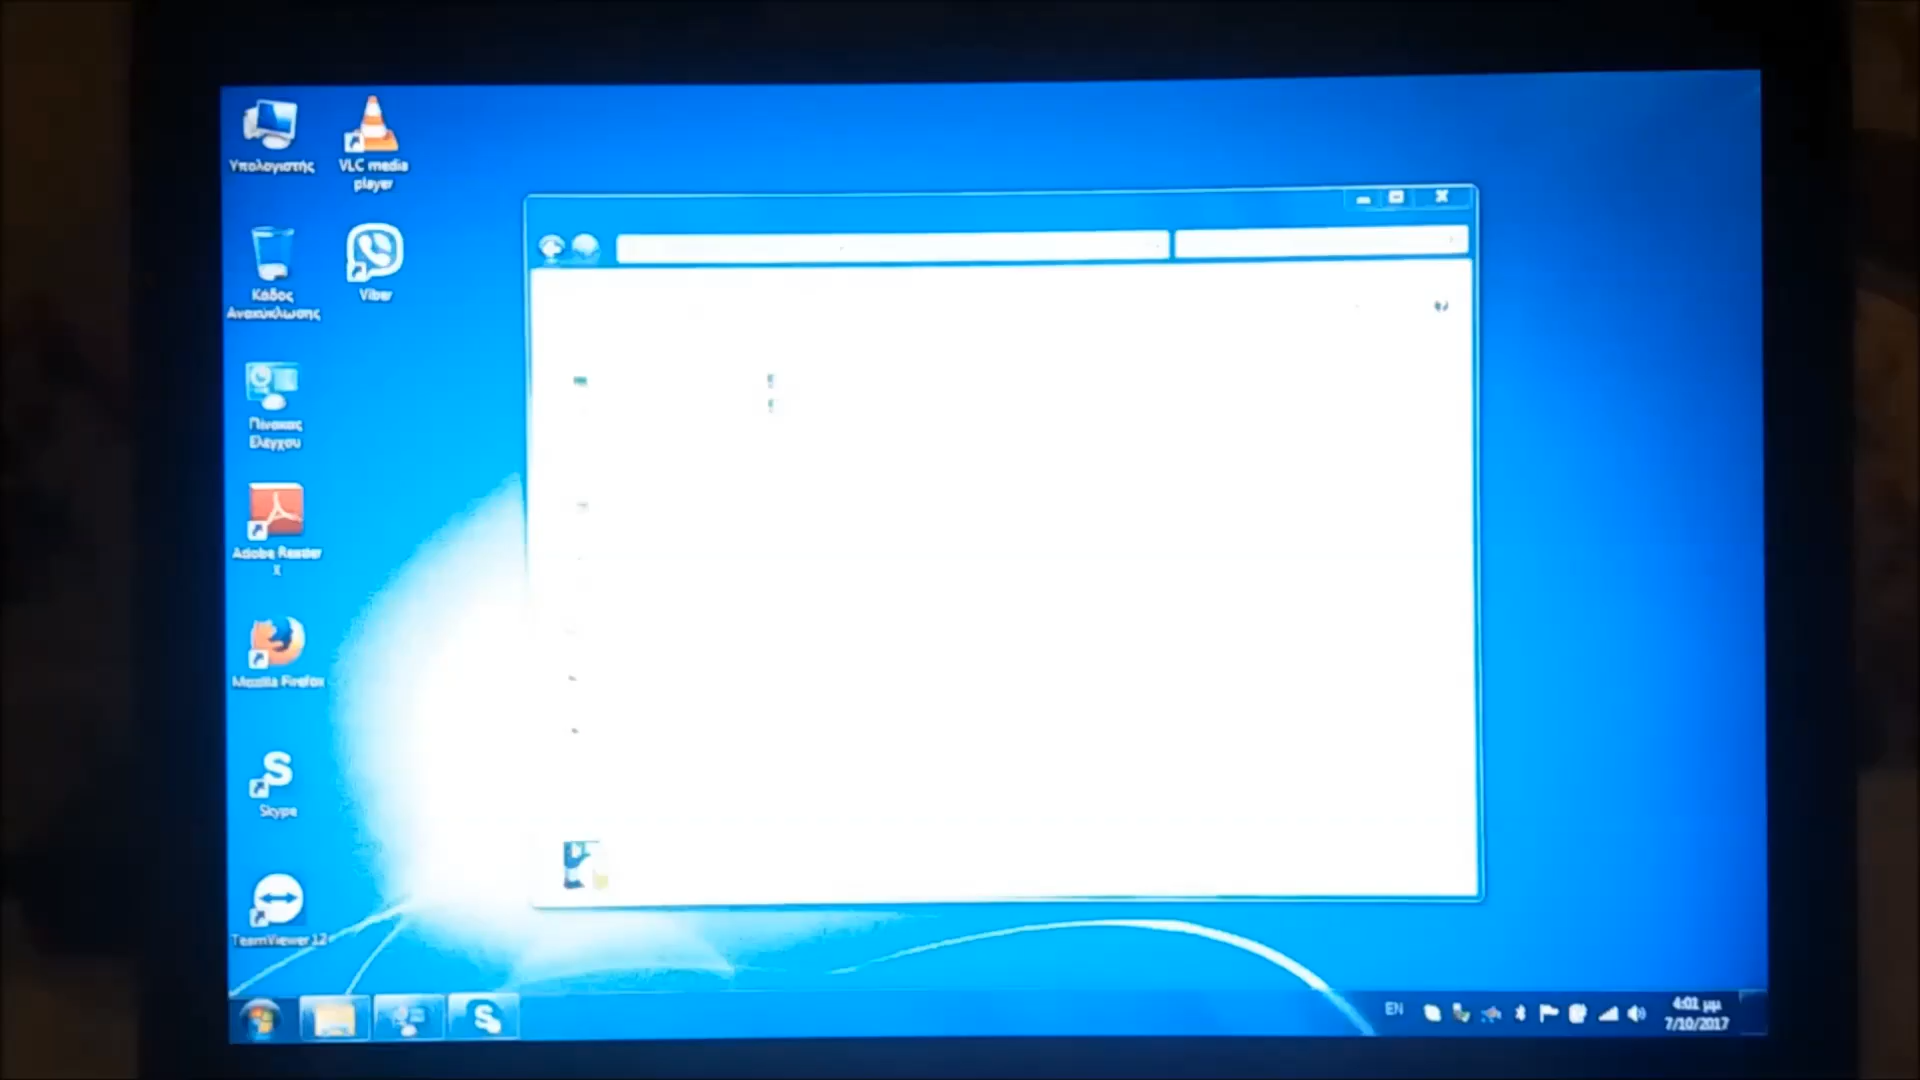 Υπολογιστής
VLC media
player
Κάδος
Ανακύκλωσης
Viber
Πίνακας
Ελέγχου
Adobe Reader
X
Mozilla Firefox
Skype
TeamViewer 12
EN
4:01 μμ
7/10/2017